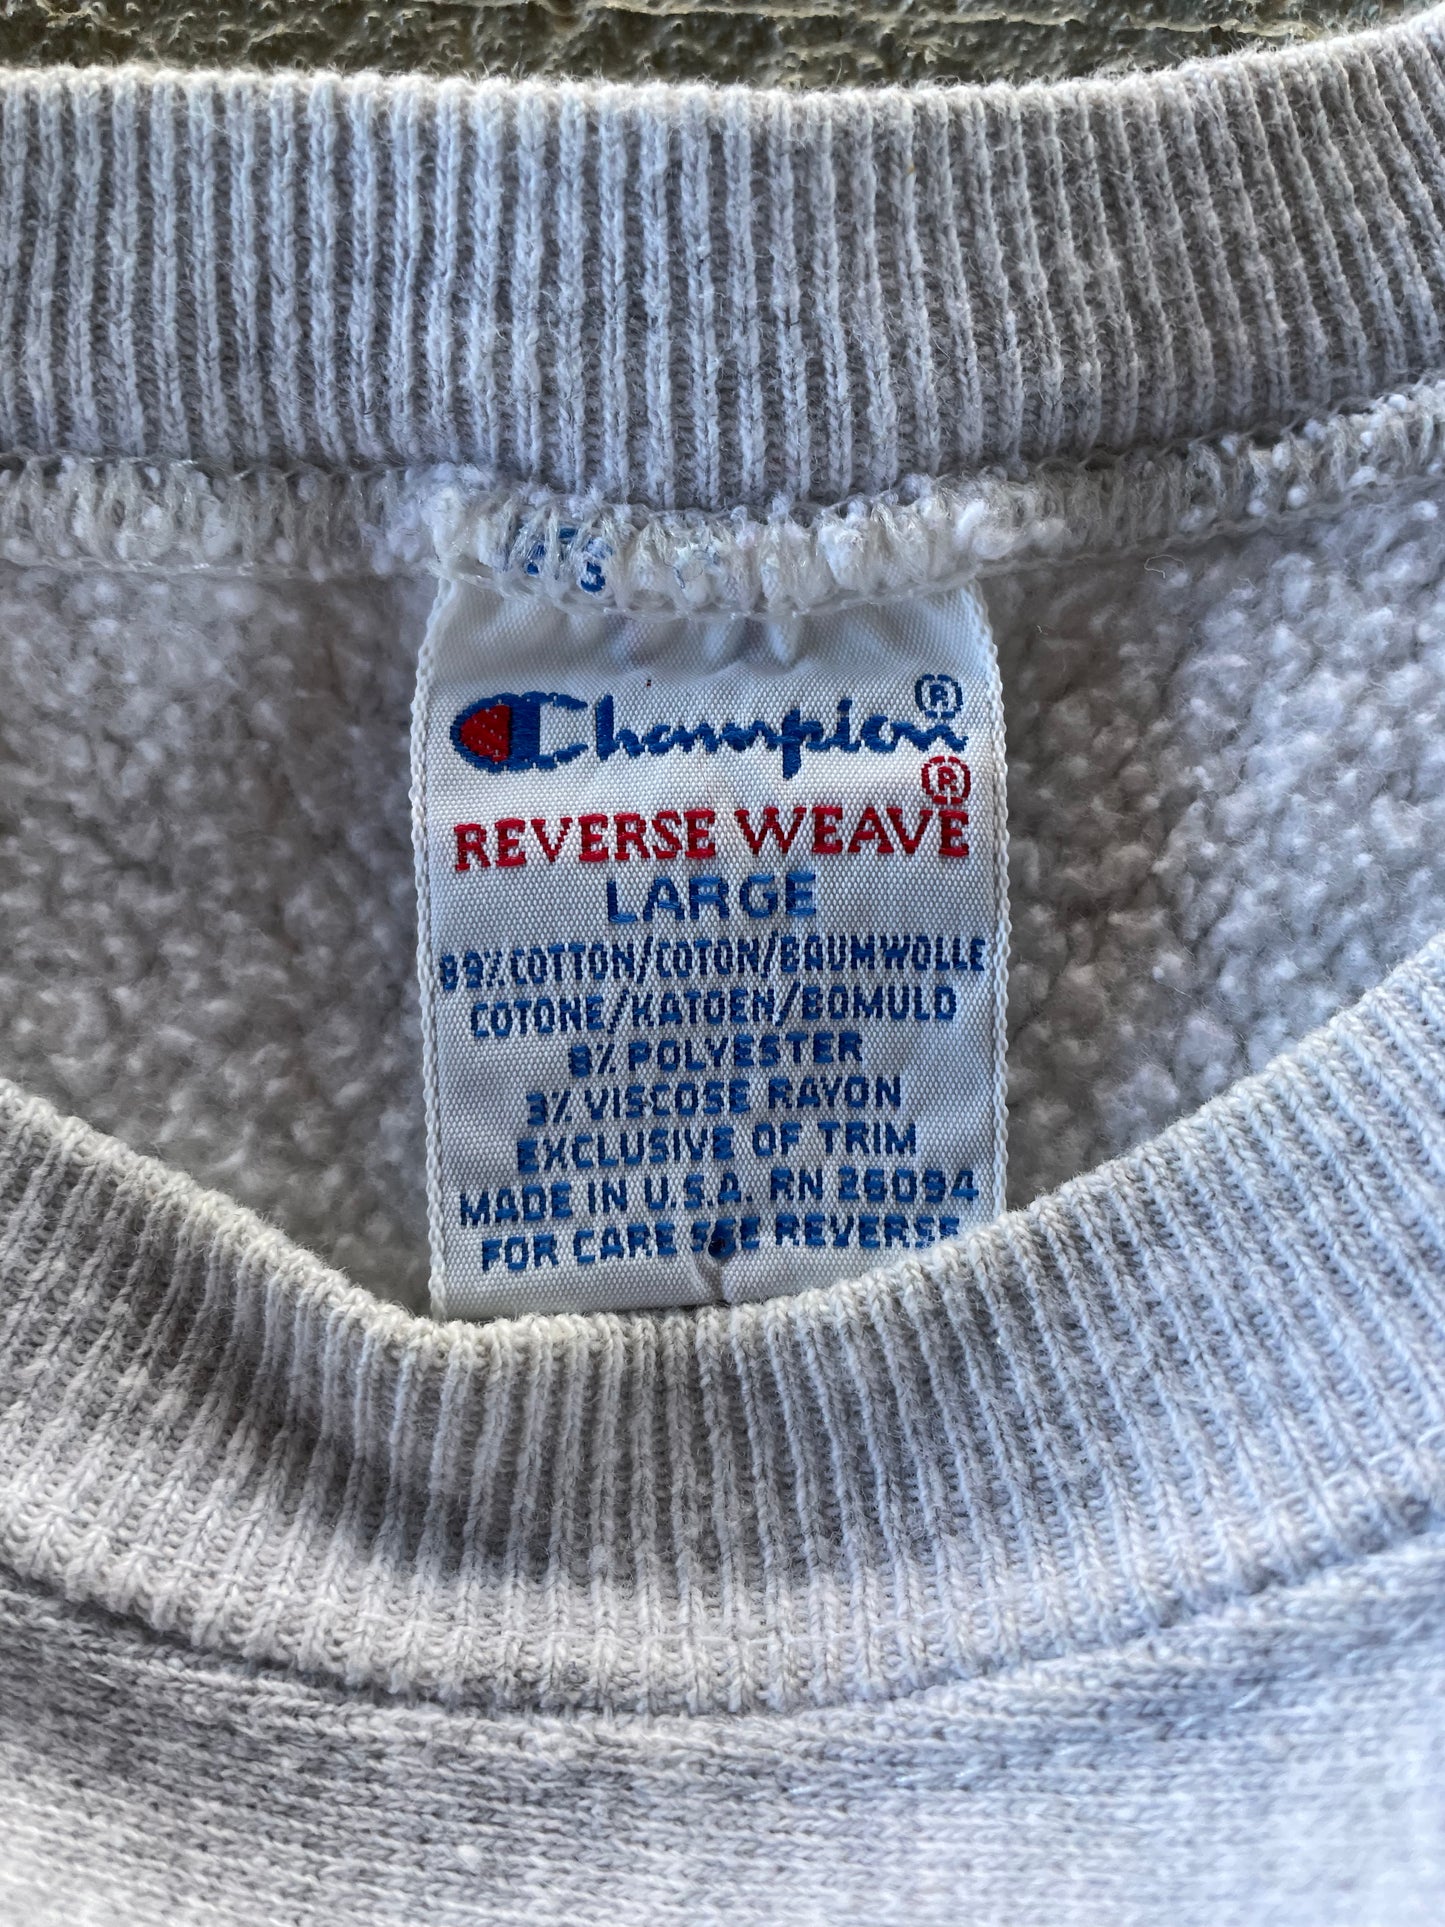 Champion®
REVERSE WEAVE®
LARGE
89% COTTON/COTON/BAUMWOLLE
COTONE/KATOEN/BOMULD
8% POLYESTER
3% VISCOSE RAYON
EXCLUSIVE OF TRIM
MADE IN U.S.A. RN 26094
FOR CARE SEE REVERSE